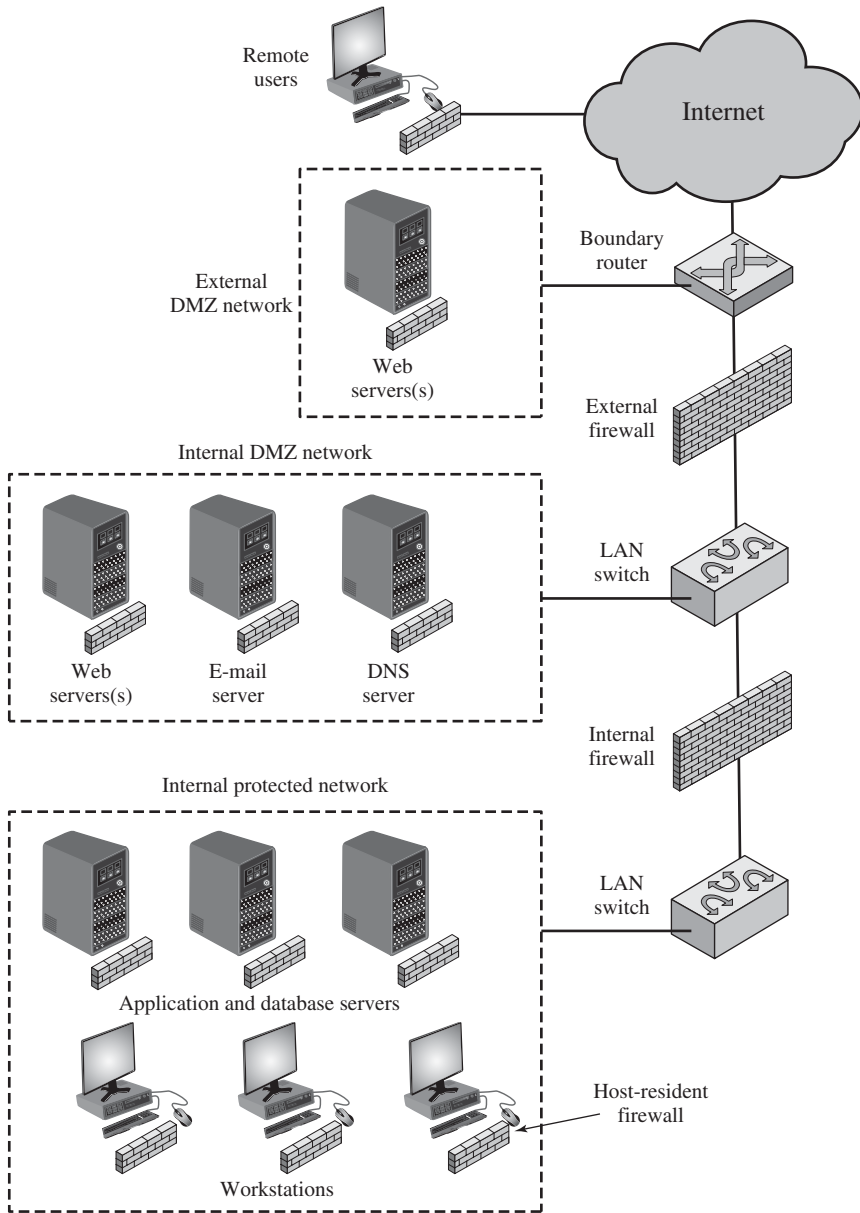 Remote
users
Internet
Boundary
router
External
DMZ network
Web
servers(s)
External
firewall
Internal DMZ network
LAN
switch
Web
servers(s)
E-mail
server
DNS
server
Internal
firewall
Internal protected network
LAN
switch
Application and database servers
Host-resident
firewall
Workstations